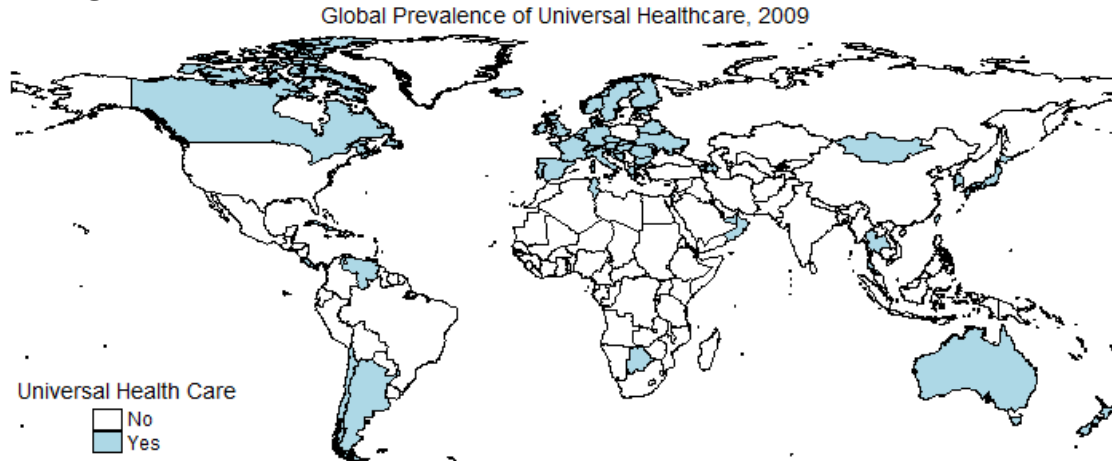 Global Prevalence of Universal Healthcare, 2009
Universal Health Care
No
Yes